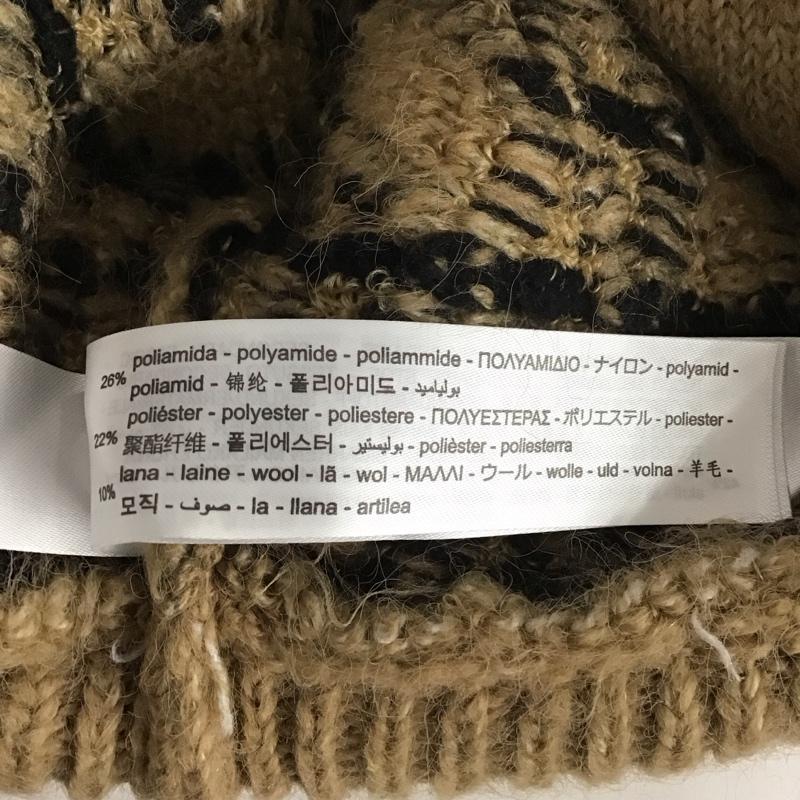 26% poliamida - polyamide - poliammide - ΠΟΛΥΑΜΙΔΙΟ - ナイロン - polyamid -
poliamid - 锦纶 - 폴리아미드 - بولياميد
22% poliéster - polyester - poliestere - ΠΟΛΥΕΣΤΕΡΑΣ - ポリエステル - poliester -
聚酯纤维 - 폴리에스터 - بوليستير - polièster - poliesterra
10% lana - laine - wool - lã - wol - ΜΑΛΛΙ - ウール - wolle - uld - volna - 羊毛 -
모직 - صوف - la - llana - artilea